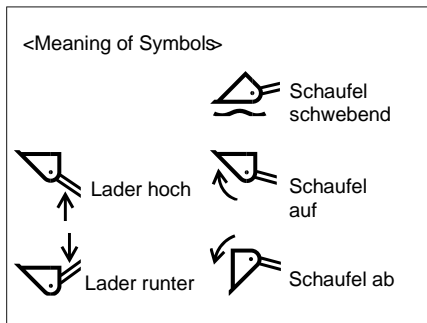 <Meaning of Symbols>
Schaufel
schwebend
Lader hoch
Schaufel
auf
Lader runter
Schaufel ab